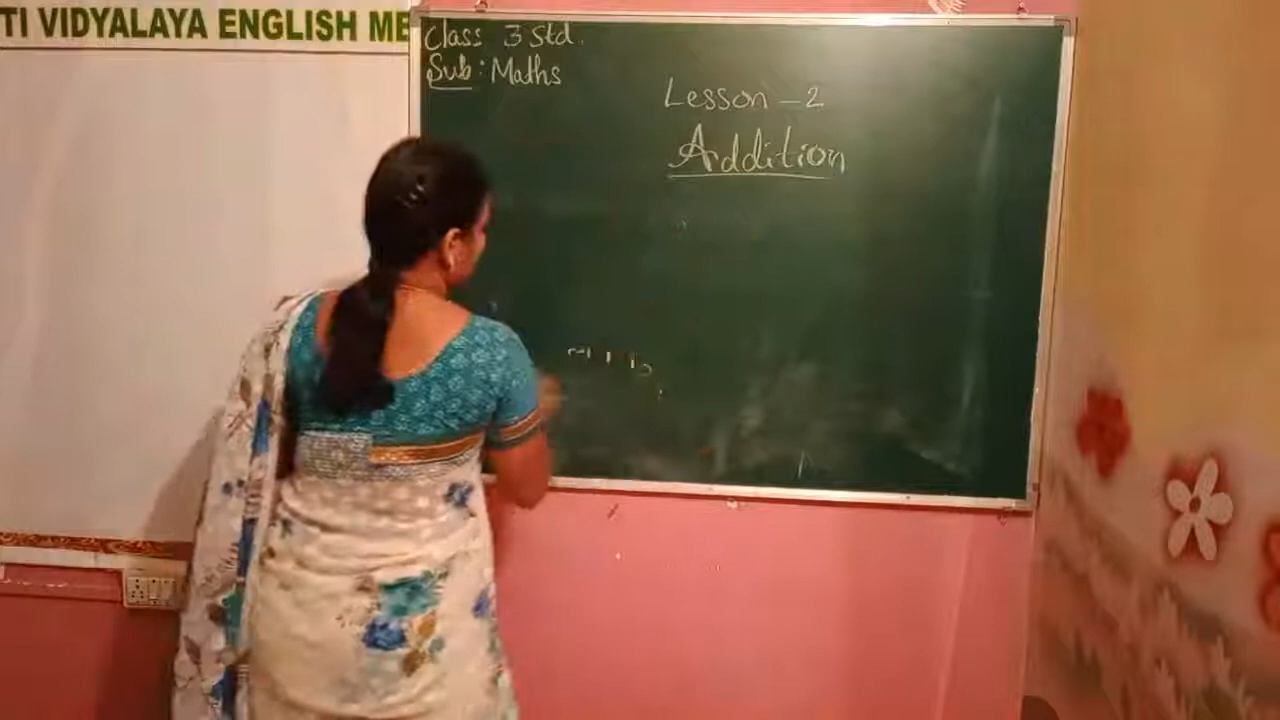 TI VIDYALAYA ENGLISH ME
Class 3 Std.
Sub: Maths
Lesson - 2
Addition